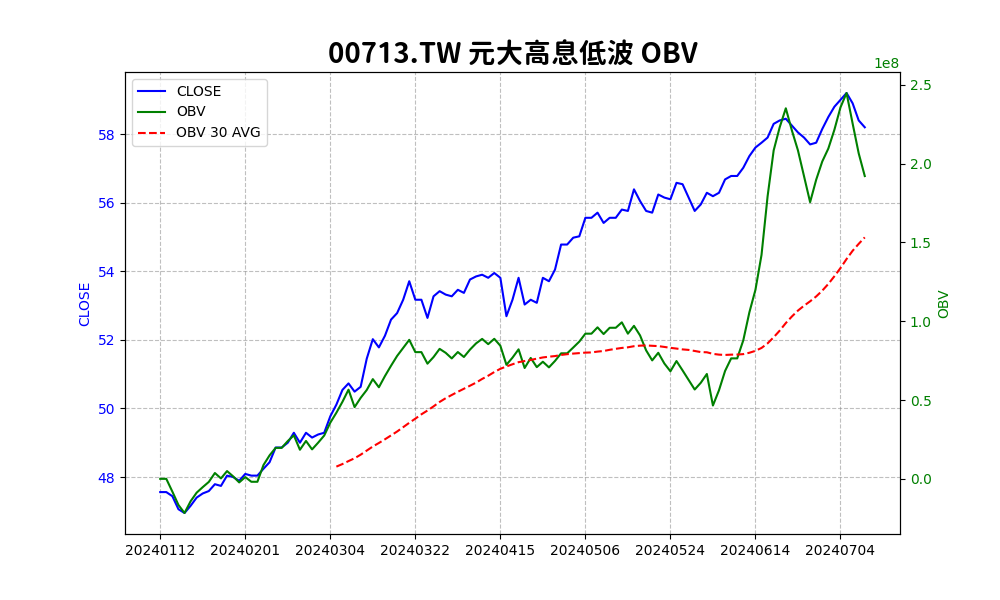 00713.TW 元大高息低波 OBV
1e8
CLOSE
OBV
OBV 30 AVG
58
56
54
52
50
48
CLOSE
2.5
2.0
1.5
1.0
0.5
0.0
OBV
20240112 20240201 20240304 20240322 20240415 20240506 20240524 20240614 20240704